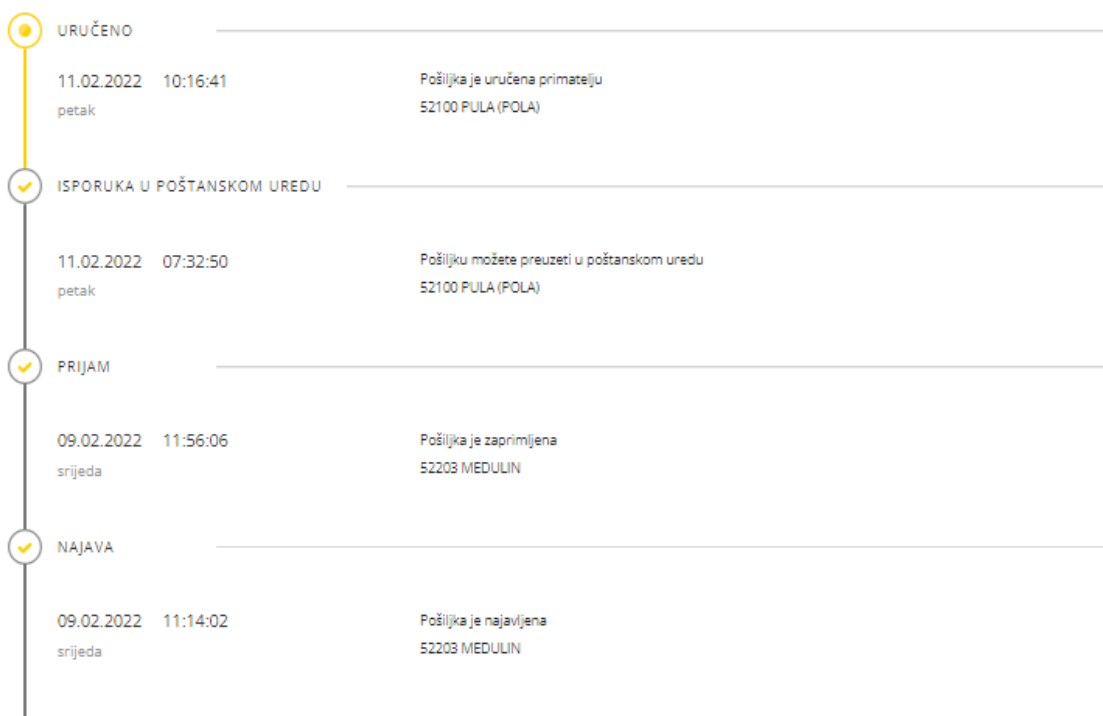 URUČENO
11.02.2022 10:16:41 Pošiljka je uručena primatelju
petak 52100 PULA (POLA)
ISPORUKA U POŠTANSKOM UREDU
11.02.2022 07:32:50 Pošiljku možete preuzeti u poštanskom uredu
petak 52100 PULA (POLA)
PRIJAM
09.02.2022 11:56:06 Pošiljka je zaprimljena
srijeda 52203 MEDULIN
NAJAVA
09.02.2022 11:14:02 Pošiljka je najavljena
srijeda 52203 MEDULIN